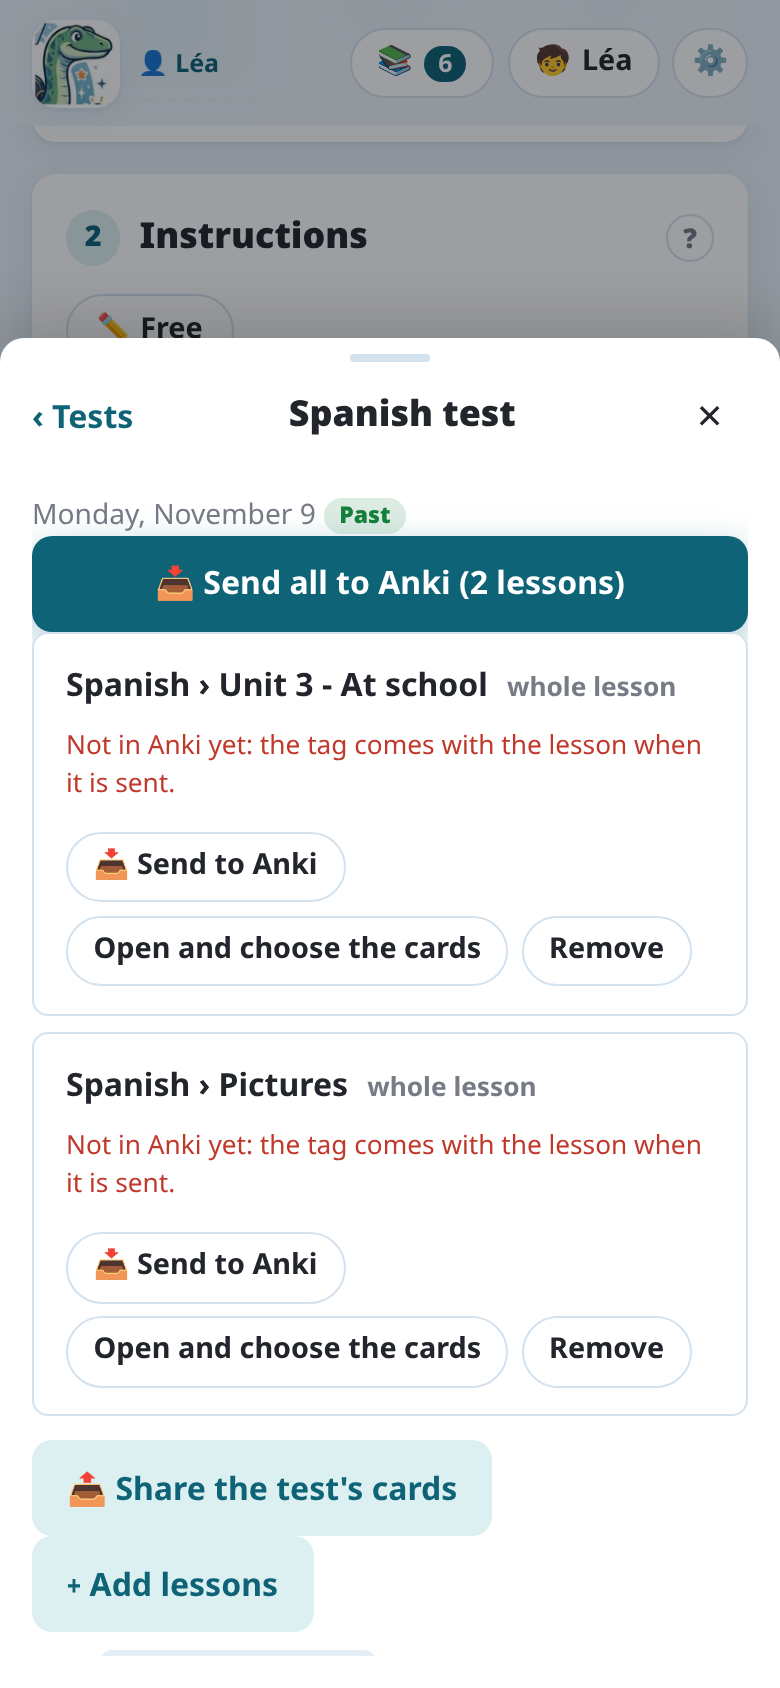 👤 Léa
📚 6
🧒 Léa
⚙️
2 Instructions ?
✏️ Free
‹ Tests
Spanish test
✕
Monday, November 9 Past
📥 Send all to Anki (2 lessons)
Spanish › Unit 3 - At school whole lesson
Not in Anki yet: the tag comes with the lesson when
it is sent.
📥 Send to Anki
Open and choose the cards
Remove
Spanish › Pictures whole lesson
Not in Anki yet: the tag comes with the lesson when
it is sent.
📥 Send to Anki
Open and choose the cards
Remove
📤 Share the test's cards
+ Add lessons